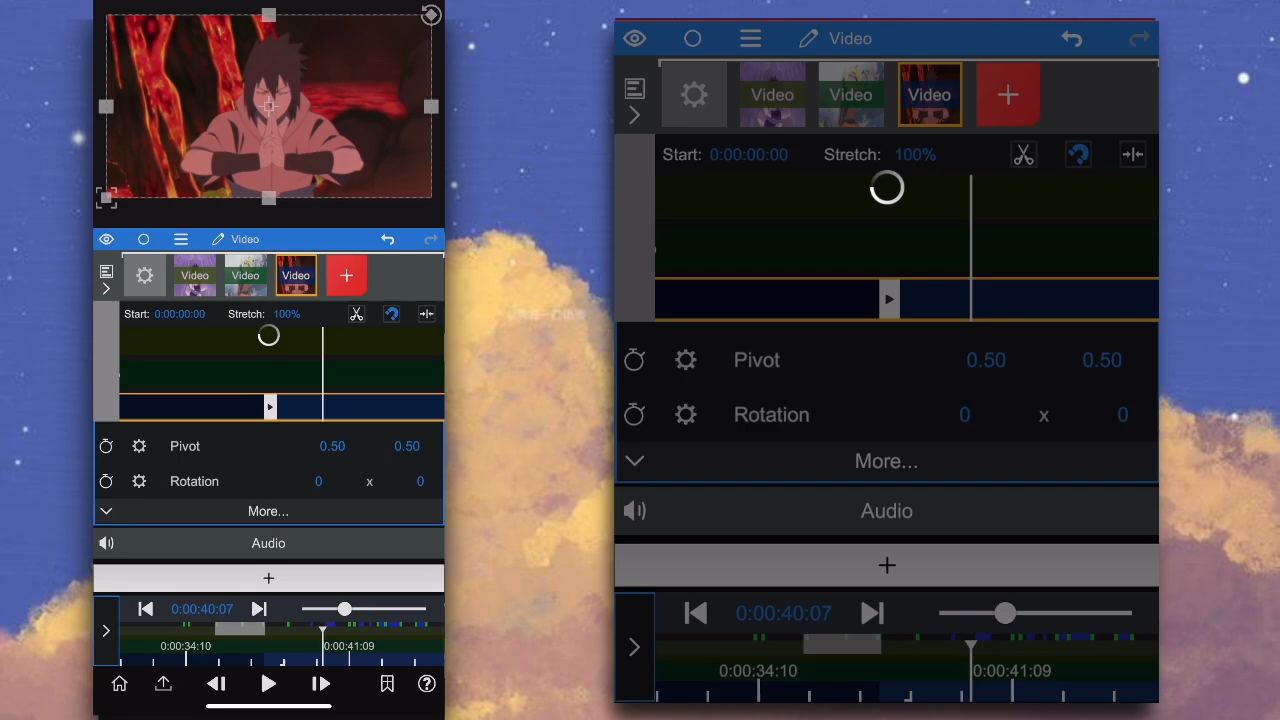 Video
Video
Video
Video
Start: 0:00:00:00
Stretch: 100%
Pivot
0.50
0.50
Rotation
0
x
0
More...
Audio
+
0:00:40:07
0:00:34:10
0:00:41:09
Video
Video
Video
Video
Start: 0:00:00:00
Stretch: 100%
Pivot
0.50
0.50
Rotation
0
x
0
More...
Audio
+
0:00:40:07
0:00:34:10
0:00:41:09